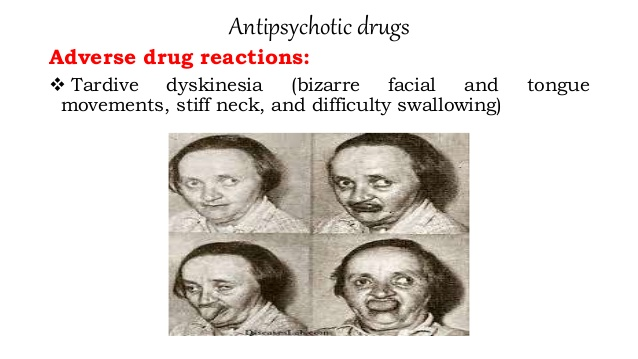 Antipsychotic drugs
Adverse drug reactions:
❖ Tardive dyskinesia (bizarre facial and tongue
movements, stiff neck, and difficulty swallowing)